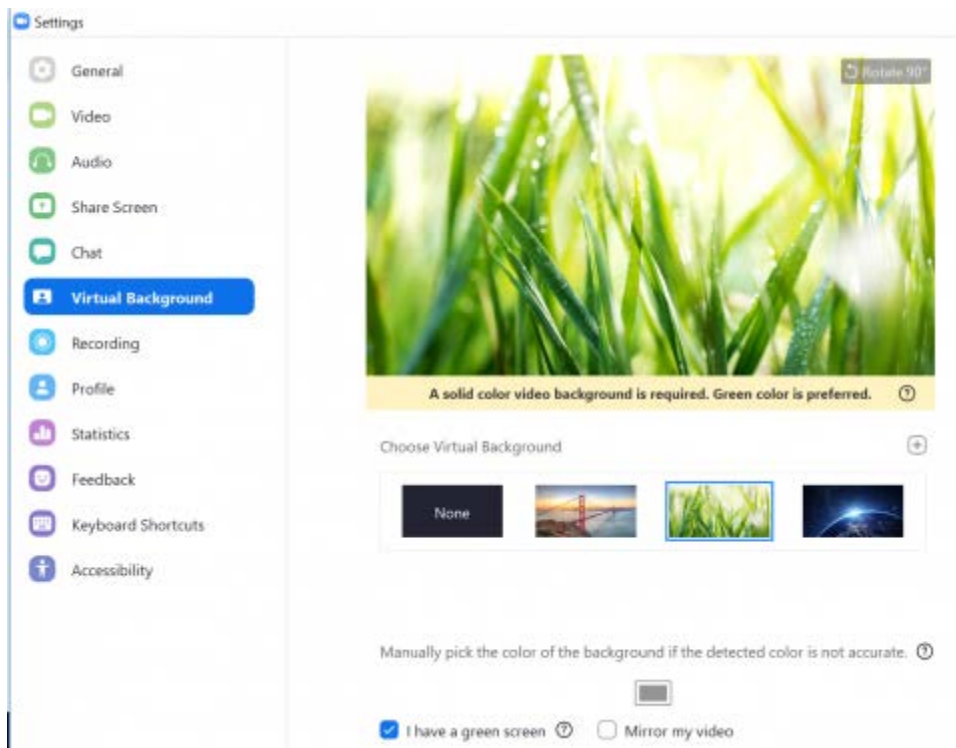 Settings
General
Video
Audio
Share Screen
Chat
Virtual Background
Recording
Profile
Statistics
Feedback
Keyboard Shortcuts
Accessibility
Rotate 90°
A solid color video background is required. Green color is preferred.
Choose Virtual Background
None
Manually pick the color of the background if the detected color is not accurate.
I have a green screen
Mirror my video